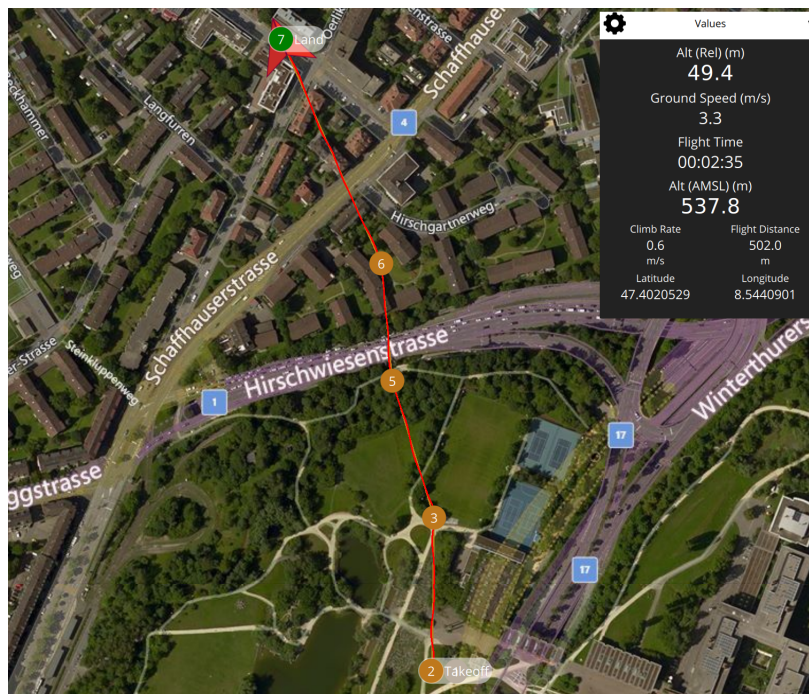 Values
Alt (Rel) (m)
49.4
Ground Speed (m/s)
3.3
Flight Time
00:02:35
Alt (AMSL) (m)
537.8
Climb Rate
0.6
m/s
Flight Distance
502.0
m
Latitude
47.4020529
Longitude
8.5440901
7 Land
Schaffhauser
Langfurren
4
Hirschgartnerweg
6
Schaffhauserstrasse
Hirschwiesenstrasse
er-Strasse
Steinkluppenweg
1
5
17
ggstrasse
3
17
2 Takeoff